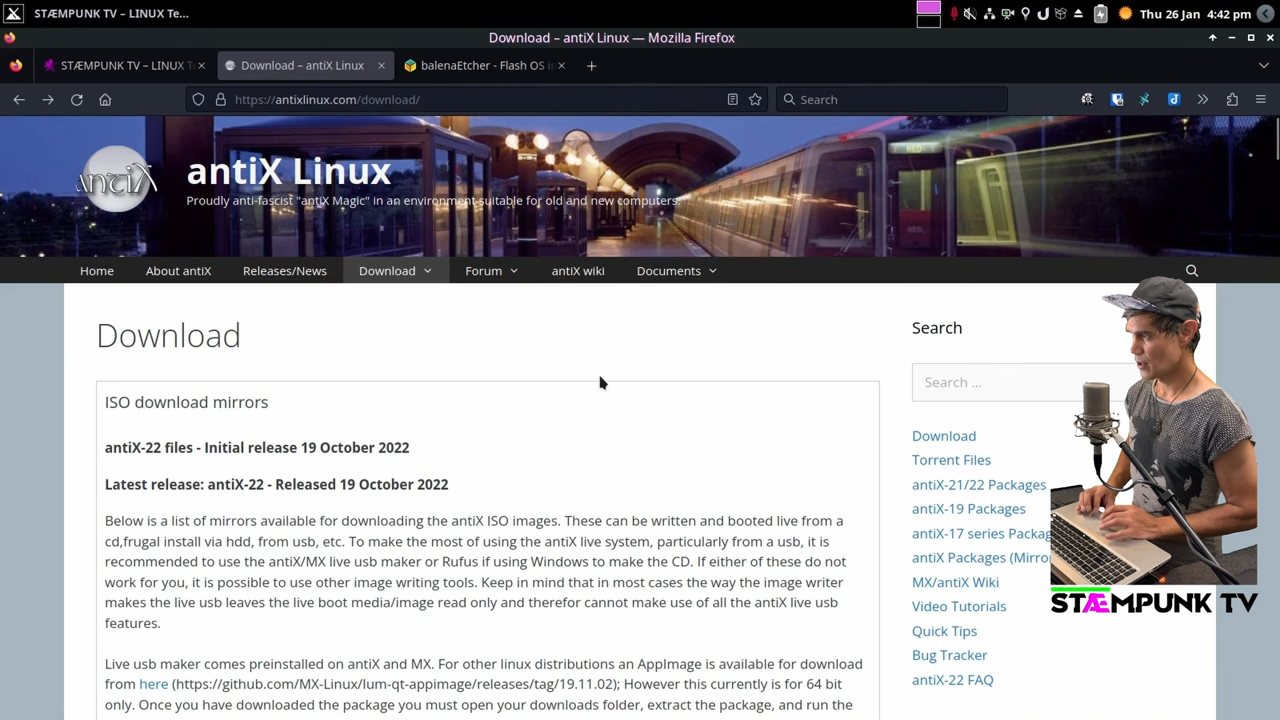 STÆMPUNK TV – LINUX Te...
Thu 26 Jan 4:42 pm
Download – antiX Linux — Mozilla Firefox
STÆMPUNK TV – LINUX T
Download – antiX Linux
balenaEtcher - Flash OS i
https://antixlinux.com/download/
Search
antiX
antiX Linux
Proudly anti-fascist "antiX Magic" in an environment suitable for old and new computers.
RED
Home
About antiX
Releases/News
Download
Forum
antiX wiki
Documents
Download
ISO download mirrors
antiX-22 files - Initial release 19 October 2022
Latest release: antiX-22 - Released 19 October 2022
Below is a list of mirrors available for downloading the antiX ISO images. These can be written and booted live from a
cd,frugal install via hdd, from usb, etc. To make the most of using the antiX live system, particularly from a usb, it is
recommended to use the antiX/MX live usb maker or Rufus if using Windows to make the CD. If either of these do not
work for you, it is possible to use other image writing tools. Keep in mind that in most cases the way the image writer
makes the live usb leaves the live boot media/image read only and therefor cannot make use of all the antiX live usb
features.
Live usb maker comes preinstalled on antiX and MX. For other linux distributions an AppImage is available for download
from here (https://github.com/MX-Linux/lum-qt-appimage/releases/tag/19.11.02); However this currently is for 64 bit
only. Once you have downloaded the package you must open your downloads folder, extract the package, and run the
Search
Search ...
Download
Torrent Files
antiX-21/22 Packages
antiX-19 Packages
antiX-17 series Packag
antiX Packages (Mirro
MX/antiX Wiki
Video Tutorials
Quick Tips
Bug Tracker
antiX-22 FAQ
STÆMPUNK TV